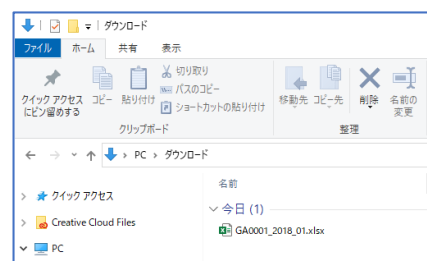 ダウンロード
ファイル ホーム 共有 表示
クイック アクセス
にピン留めする
コピー
貼り付け
切り取り
パスのコピー
ショートカットの貼り付け
移動先 コピー先 削除 名前の
変更
クリップボード 整理
PC › ダウンロード
名前
クイック アクセス
今日 (1)
Creative Cloud Files
GA0001_2018_01.xlsx
PC